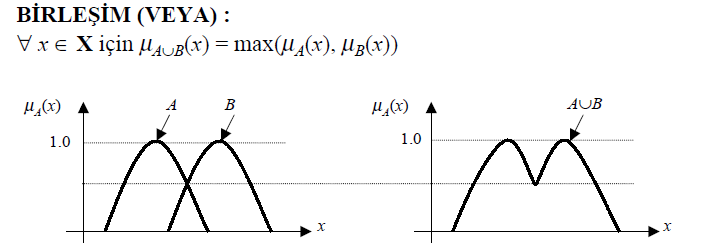 BİRLEŞİM (VEYA) :
∀ x ∈ X için μA∪B(x) = max(μA(x), μB(x))
μA(x) A B μA(x) A∪B
1.0 1.0
x x